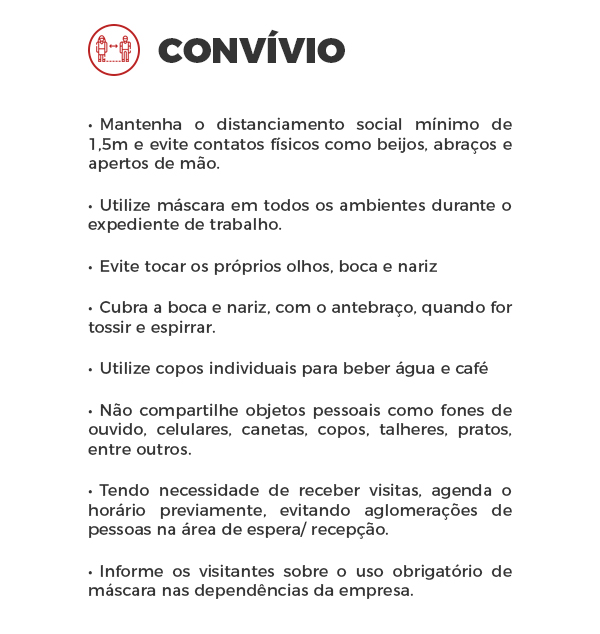 CONVÍVIO
• Mantenha o distanciamento social mínimo de
1,5m e evite contatos físicos como beijos, abraços e
apertos de mão.
• Utilize máscara em todos os ambientes durante o
expediente de trabalho.
• Evite tocar os próprios olhos, boca e nariz
• Cubra a boca e nariz, com o antebraço, quando for
tossir e espirrar.
• Utilize copos individuais para beber água e café
• Não compartilhe objetos pessoais como fones de
ouvido, celulares, canetas, copos, talheres, pratos,
entre outros.
• Tendo necessidade de receber visitas, agenda o
horário previamente, evitando aglomerações de
pessoas na área de espera/ recepção.
• Informe os visitantes sobre o uso obrigatório de
máscara nas dependências da empresa.